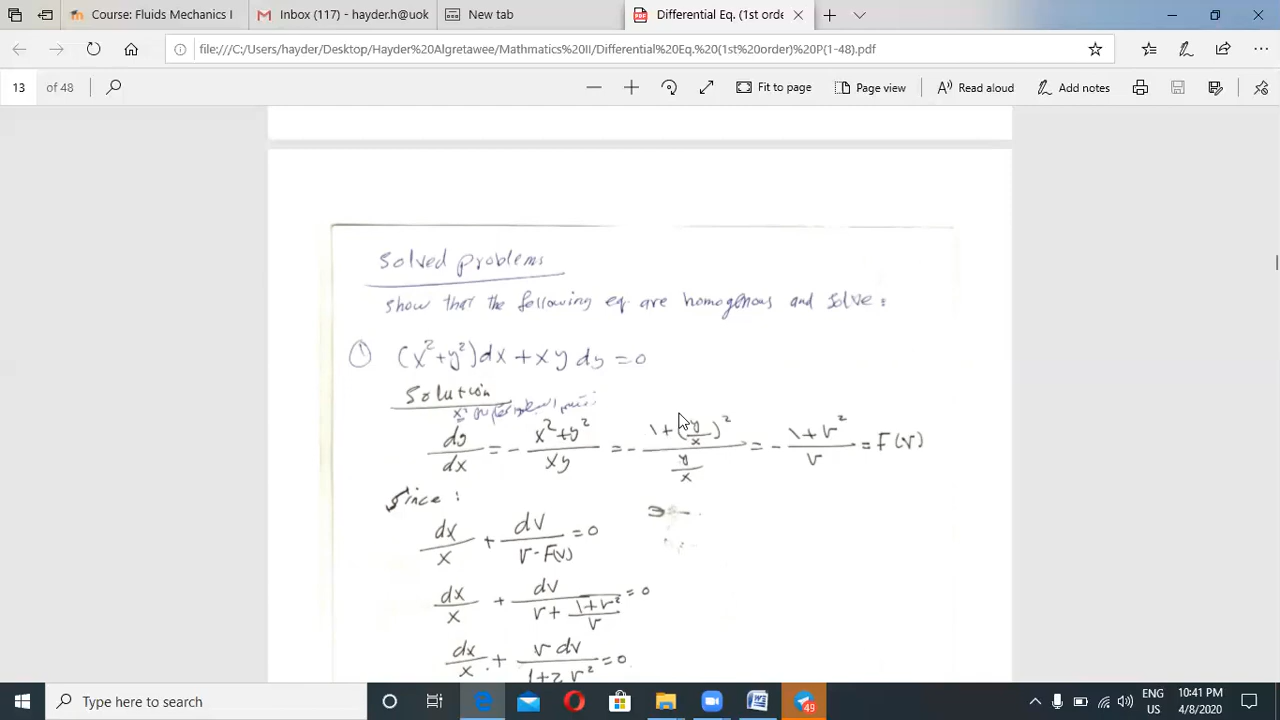 Course: Fluids Mechanics I
Inbox (117) - hayder.h@uok
New tab
Differential Eq. (1st orde
file:///C:/Users/hayder/Desktop/Hayder%20Algretawee/Mathmatics%20II/Differential%20Eq.%20(1st%20order)%20P(1-48).pdf
13 of 48
Fit to page
Page view
Read aloud
Add notes
Solved problems
show that the following eq are homogenous and solve:
① (x²+y²)dx + xy dy = 0
Solution
dy/dx = - x²+y²/xy = - 1+(y/x)²/(y/x) = - 1+v²/v = F(v)
Since:
dx/x + dv/v-F(v) = 0
dx/x + dv/(v+(1+v²)/v) = 0
dx/x + v dv/1+2v² = 0
Type here to search
49
ENG
US
10:41 PM
4/8/2020